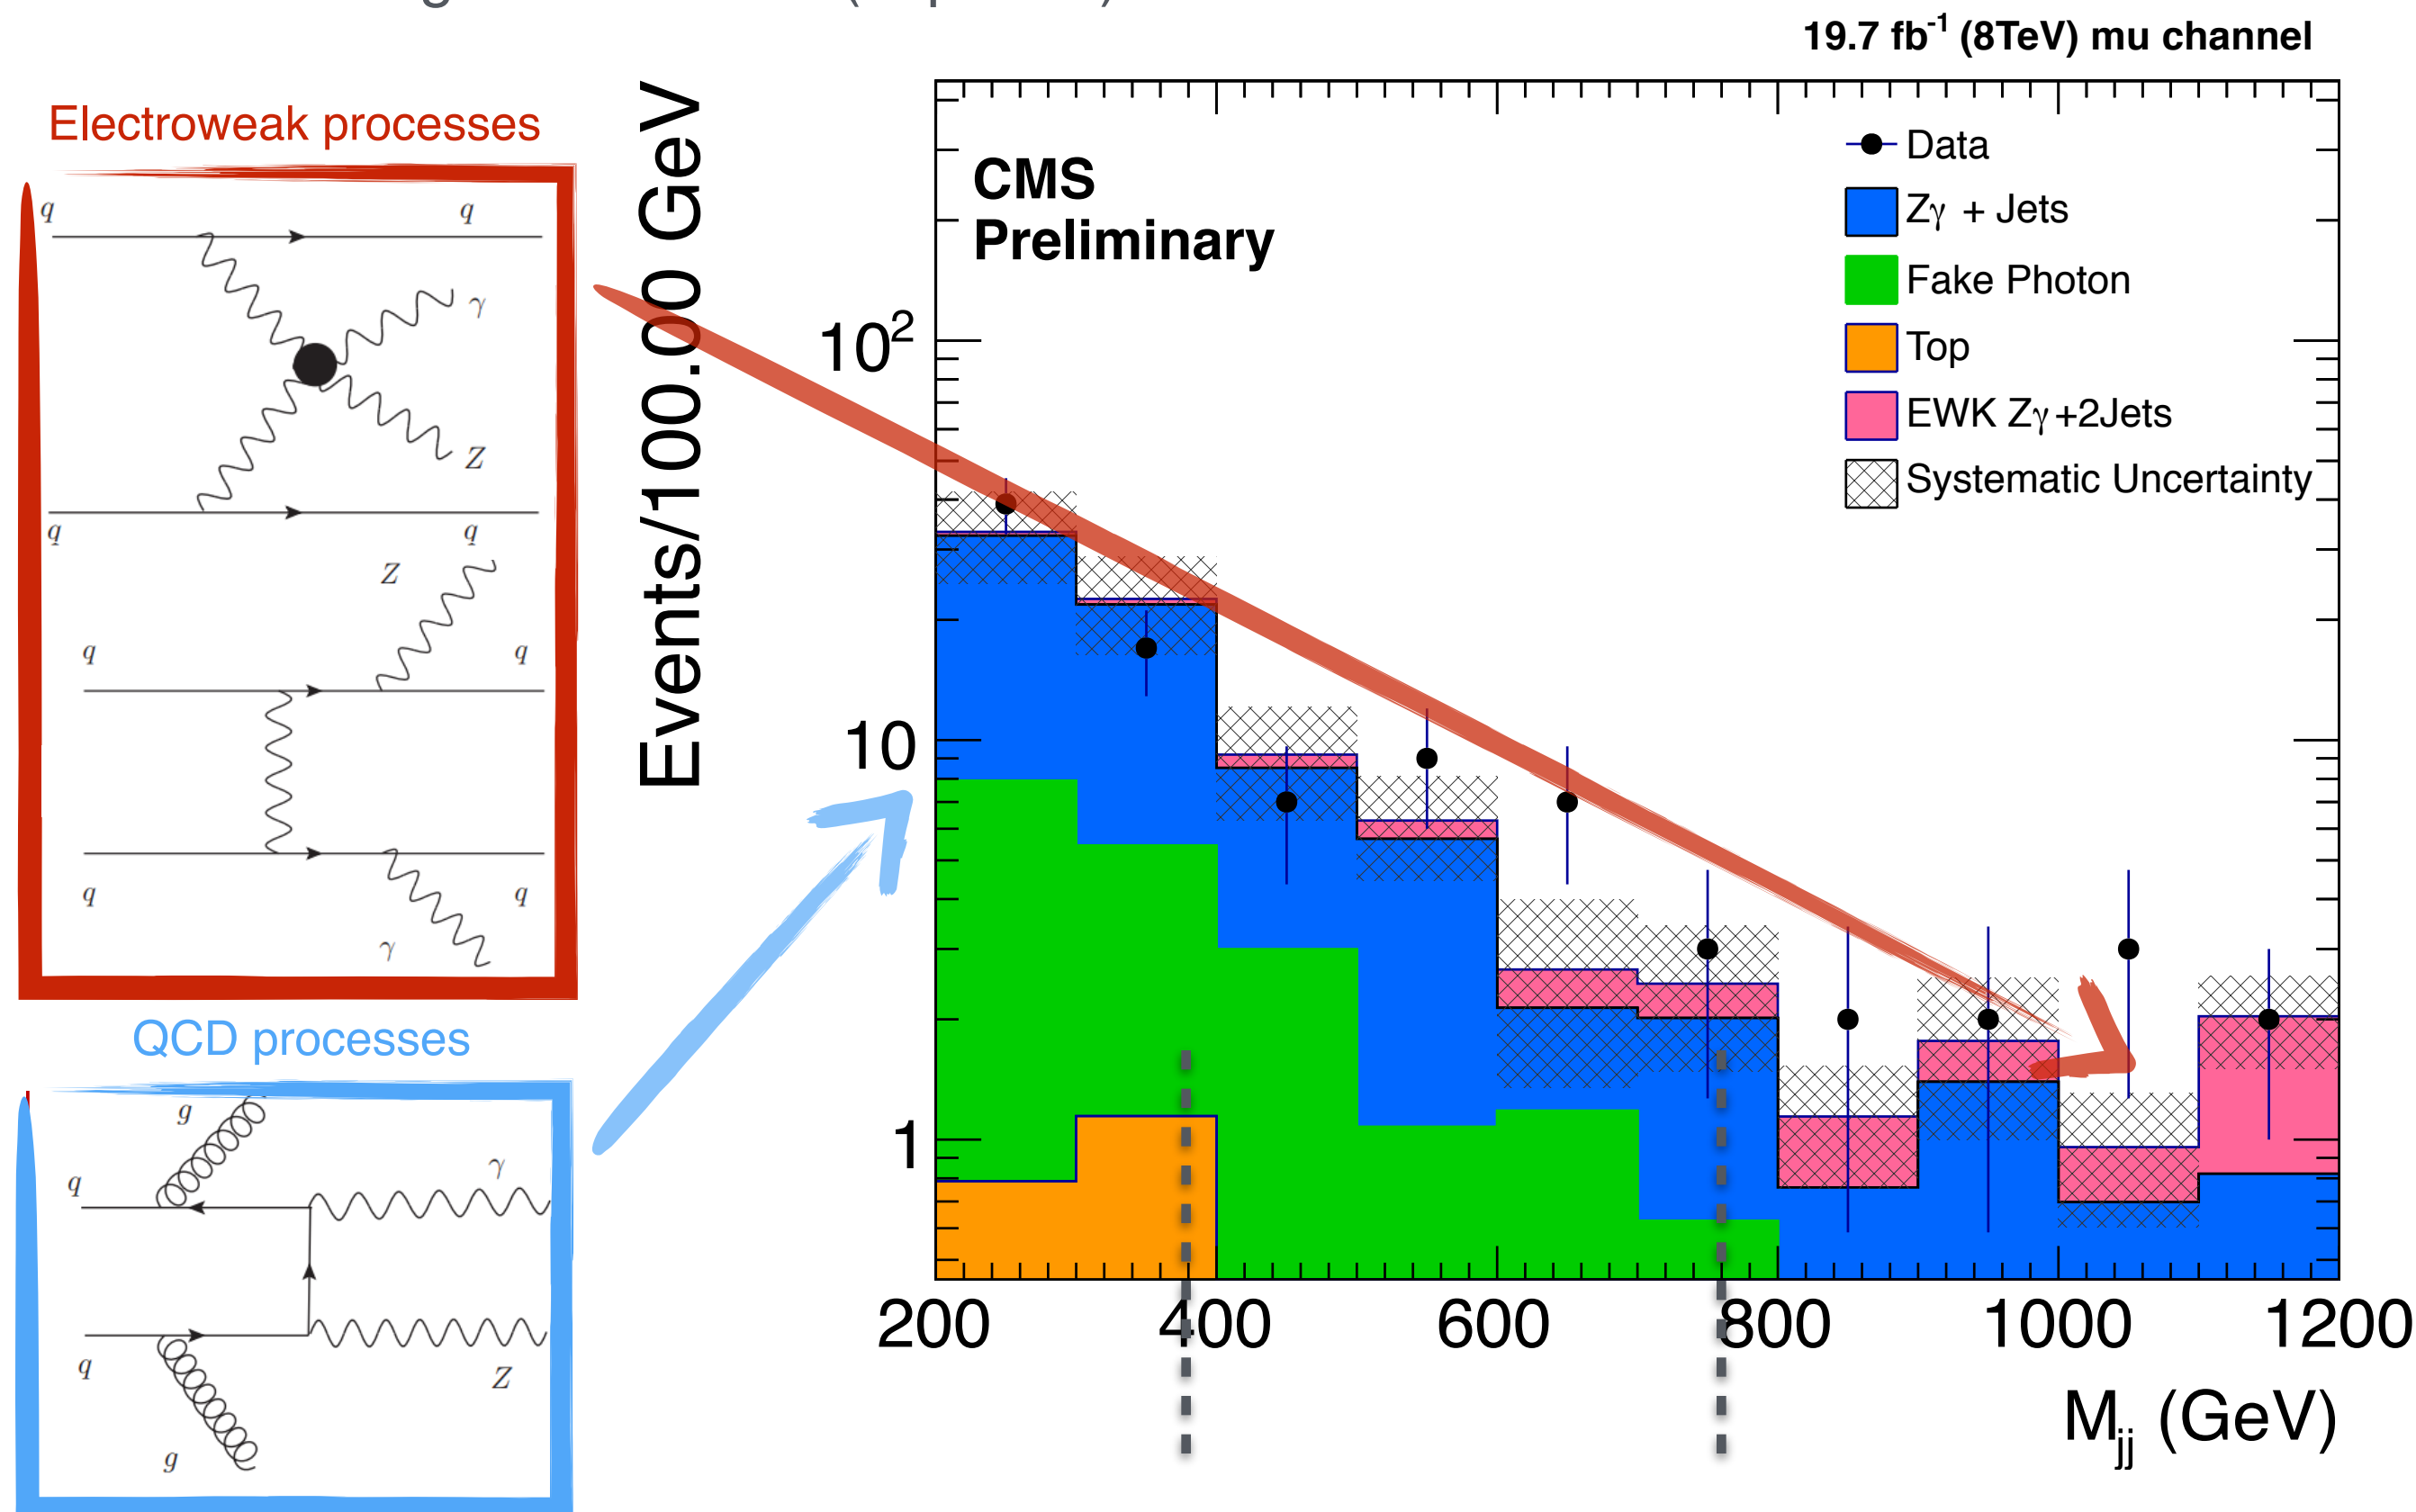 19.7 fb⁻¹ (8TeV) mu channel
Electroweak processes
q
q
γ
Z
q
q
Z
q
q
q
q
γ
QCD processes
g
q
γ
q
Z
g
Events/100.00 GeV
CMS
Preliminary
Data
Zγ + Jets
Fake Photon
Top
EWK Zγ+2Jets
Systematic Uncertainty
10²
10
1
200
400
600
800
1000
1200
M_jj (GeV)